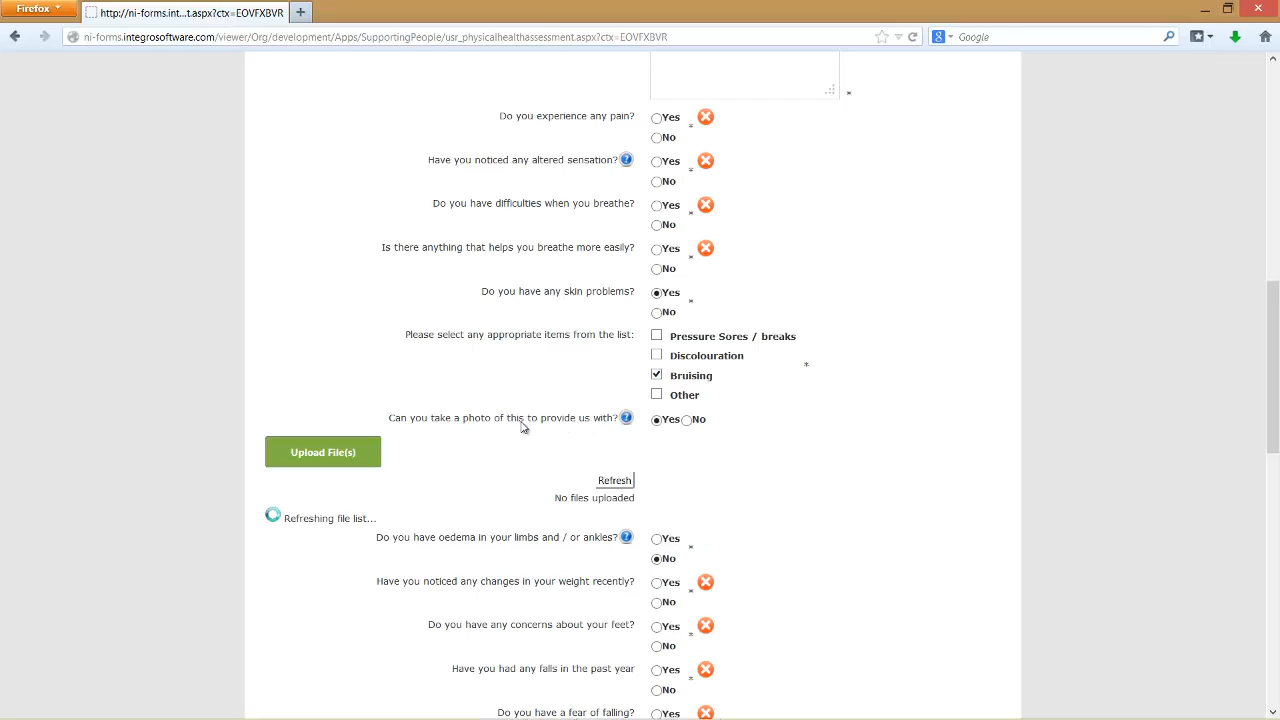 Firefox
http://ni-forms.int...t.aspx?ctx=EOVFXBVR
ni-forms.integrosoftware.com/viewer/Org/development/Apps/SupportingPeople/usr_physicalhealthassessment.aspx?ctx=EOVFXBVR
Google
*
Do you experience any pain?
Yes
*
No
Have you noticed any altered sensation?
Yes
*
No
Do you have difficulties when you breathe?
Yes
*
No
Is there anything that helps you breathe more easily?
Yes
*
No
Do you have any skin problems?
Yes
*
No
Please select any appropriate items from the list:
Pressure Sores / breaks
Discolouration
*
Bruising
Other
Can you take a photo of this to provide us with?
Yes No
Upload File(s)
Refresh
No files uploaded
Refreshing file list...
Do you have oedema in your limbs and / or ankles?
Yes
*
No
Have you noticed any changes in your weight recently?
Yes
*
No
Do you have any concerns about your feet?
Yes
*
No
Have you had any falls in the past year
Yes
*
No
Do you have a fear of falling?
Yes